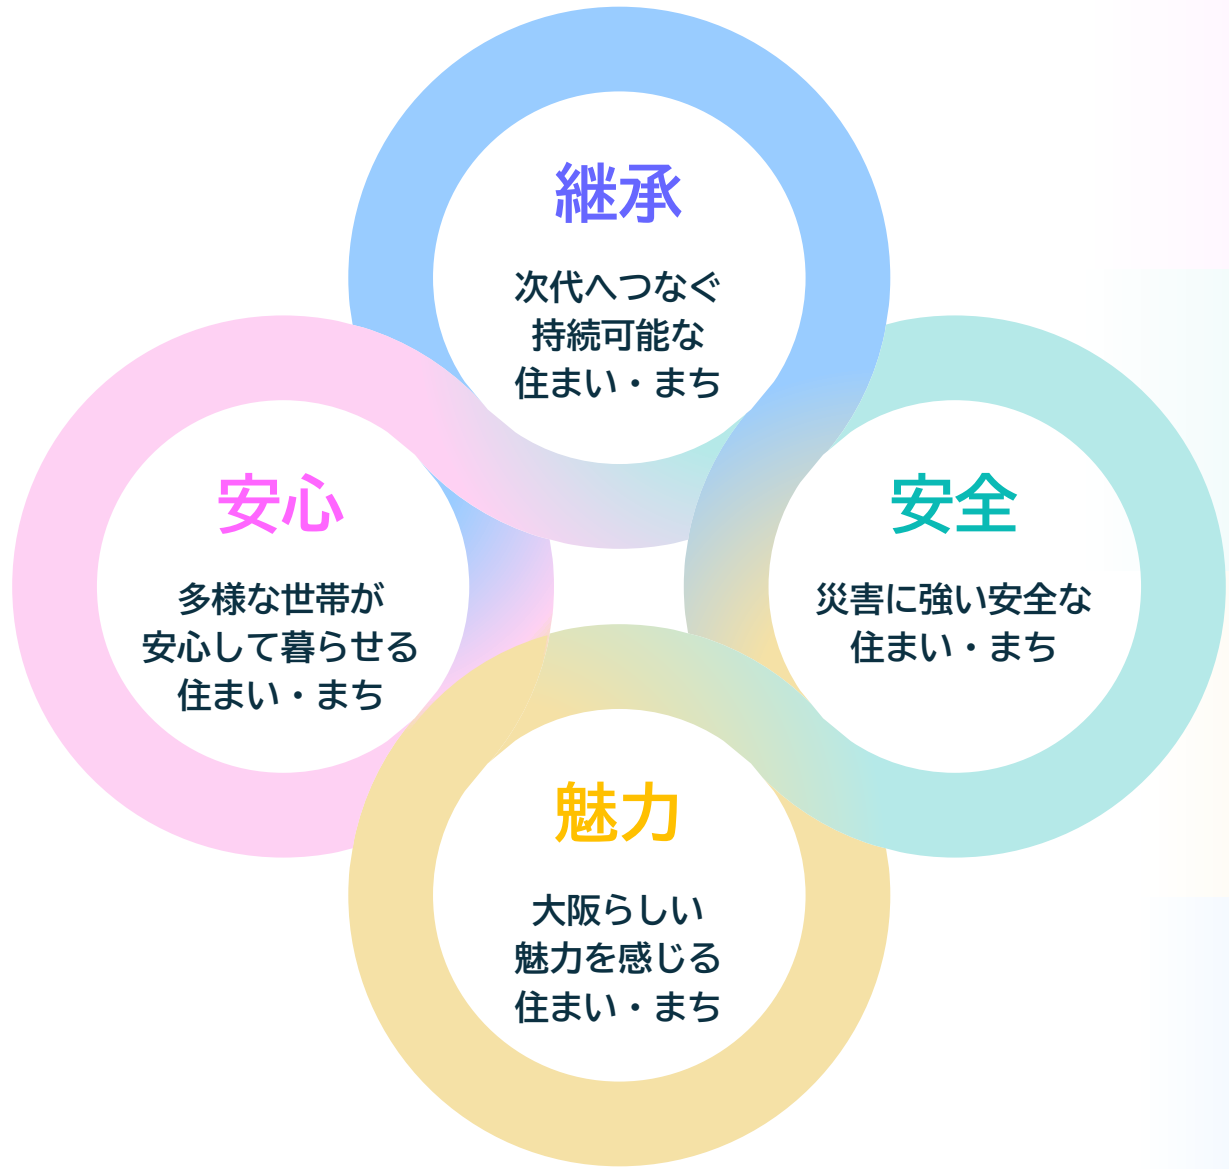 継承
次代へつなぐ
持続可能な
住まい・まち
安心
多様な世帯が
安心して暮らせる
住まい・まち
安全
災害に強い安全な
住まい・まち
魅力
大阪らしい
魅力を感じる
住まい・まち